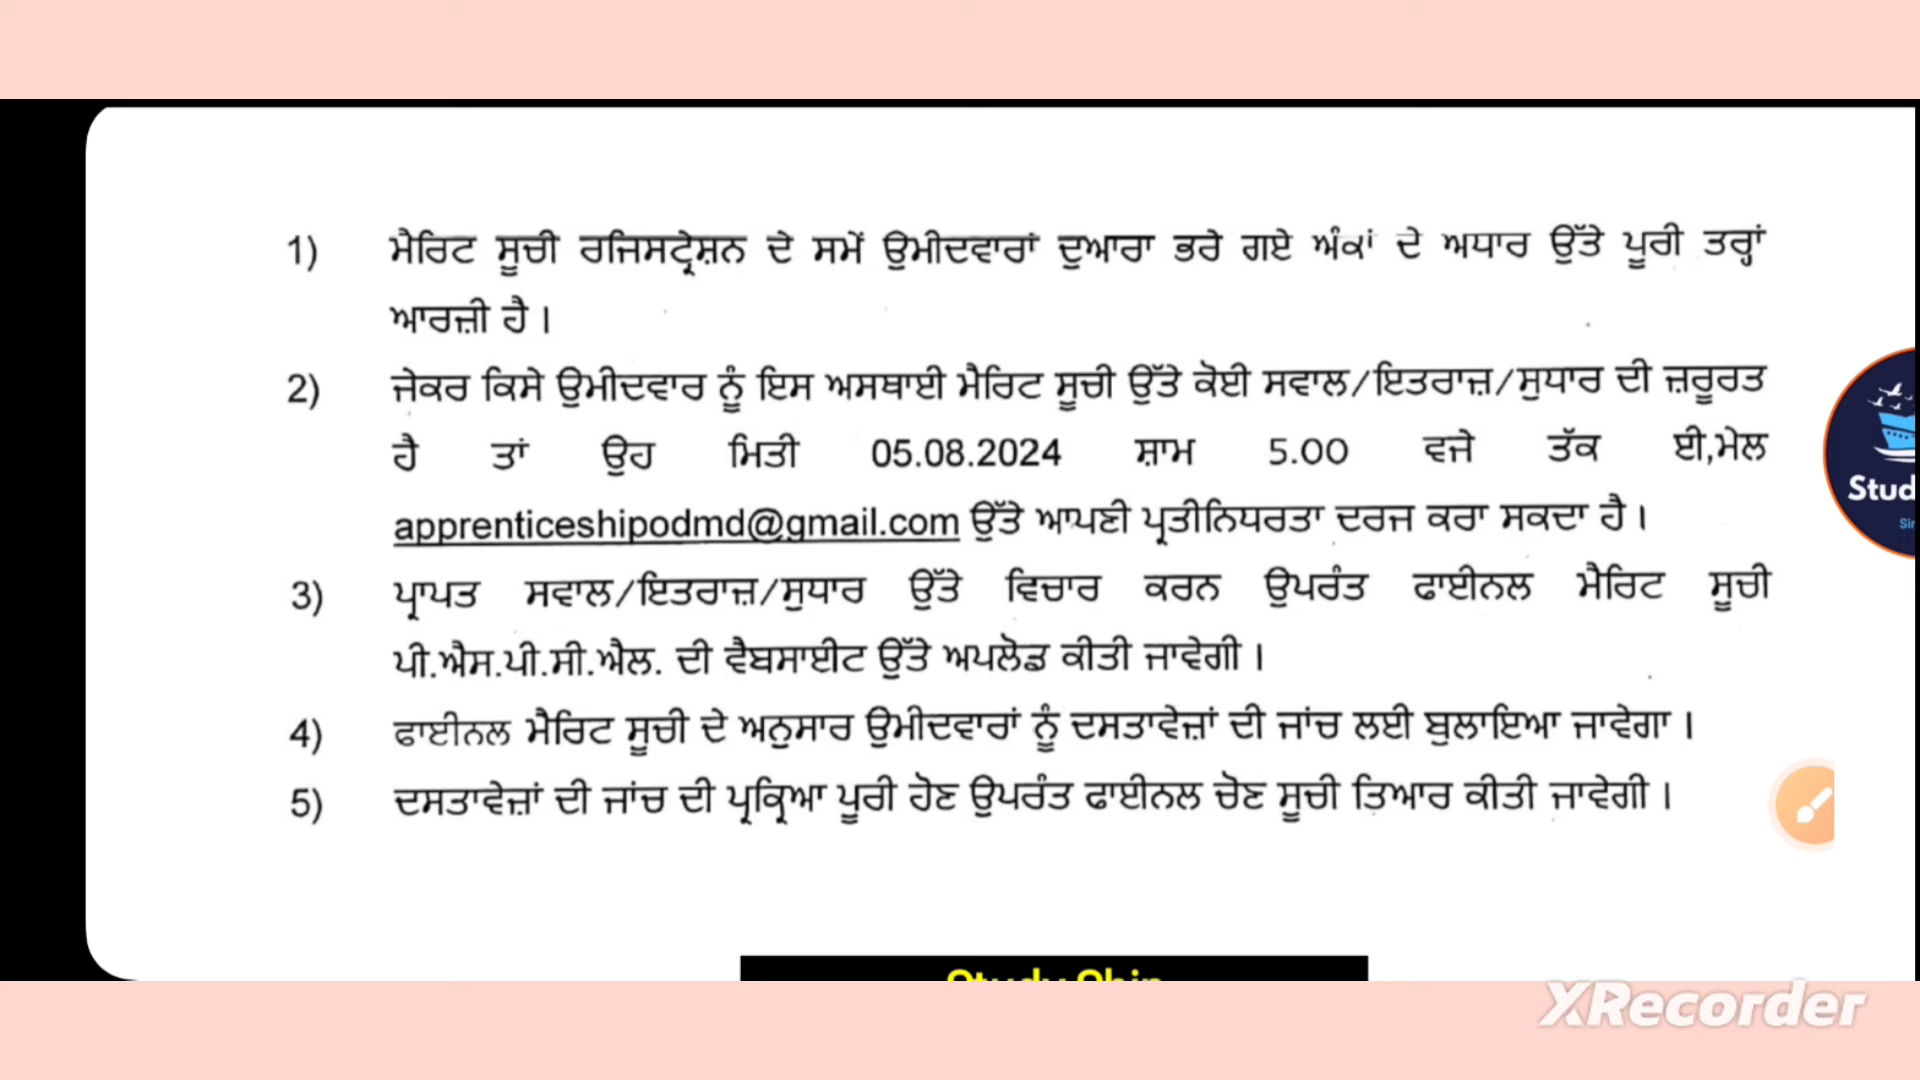 1) ਮੈਰਿਟ ਸੂਚੀ ਰਜਿਸਟ੍ਰੇਸ਼ਨ ਦੇ ਸਮੇਂ ਉਮੀਦਵਾਰਾਂ ਦੁਆਰਾ ਭਰੇ ਗਏ ਅੰਕਾਂ ਦੇ ਅਧਾਰ ਉੱਤੇ ਪੂਰੀ ਤਰ੍ਹਾਂ
ਆਰਜ਼ੀ ਹੈ।
2) ਜੇਕਰ ਕਿਸੇ ਉਮੀਦਵਾਰ ਨੂੰ ਇਸ ਅਸਥਾਈ ਮੈਰਿਟ ਸੂਚੀ ਉੱਤੇ ਕੋਈ ਸਵਾਲ/ਇਤਰਾਜ਼/ਸੁਧਾਰ ਦੀ ਜ਼ਰੂਰਤ
ਹੈ ਤਾਂ ਉਹ ਮਿਤੀ 05.08.2024 ਸ਼ਾਮ 5.00 ਵਜੇ ਤੱਕ ਈ,ਮੇਲ
apprenticeshipodmd@gmail.com ਉੱਤੇ ਆਪਣੀ ਪ੍ਰਤੀਨਿਧਰਤਾ ਦਰਜ ਕਰਾ ਸਕਦਾ ਹੈ।
3) ਪ੍ਰਾਪਤ ਸਵਾਲ/ਇਤਰਾਜ਼/ਸੁਧਾਰ ਉੱਤੇ ਵਿਚਾਰ ਕਰਨ ਉਪਰੰਤ ਫਾਈਨਲ ਮੈਰਿਟ ਸੂਚੀ
ਪੀ.ਐਸ.ਪੀ.ਸੀ.ਐਲ. ਦੀ ਵੈਬਸਾਈਟ ਉੱਤੇ ਅਪਲੋਡ ਕੀਤੀ ਜਾਵੇਗੀ।
4) ਫਾਈਨਲ ਮੈਰਿਟ ਸੂਚੀ ਦੇ ਅਨੁਸਾਰ ਉਮੀਦਵਾਰਾਂ ਨੂੰ ਦਸਤਾਵੇਜ਼ਾਂ ਦੀ ਜਾਂਚ ਲਈ ਬੁਲਾਇਆ ਜਾਵੇਗਾ।
5) ਦਸਤਾਵੇਜ਼ਾਂ ਦੀ ਜਾਂਚ ਦੀ ਪ੍ਰਕ੍ਰਿਆ ਪੂਰੀ ਹੋਣ ਉਪਰੰਤ ਫਾਈਨਲ ਚੋਣ ਸੂਚੀ ਤਿਆਰ ਕੀਤੀ ਜਾਵੇਗੀ।
Stud
Study Ship
XRecorder